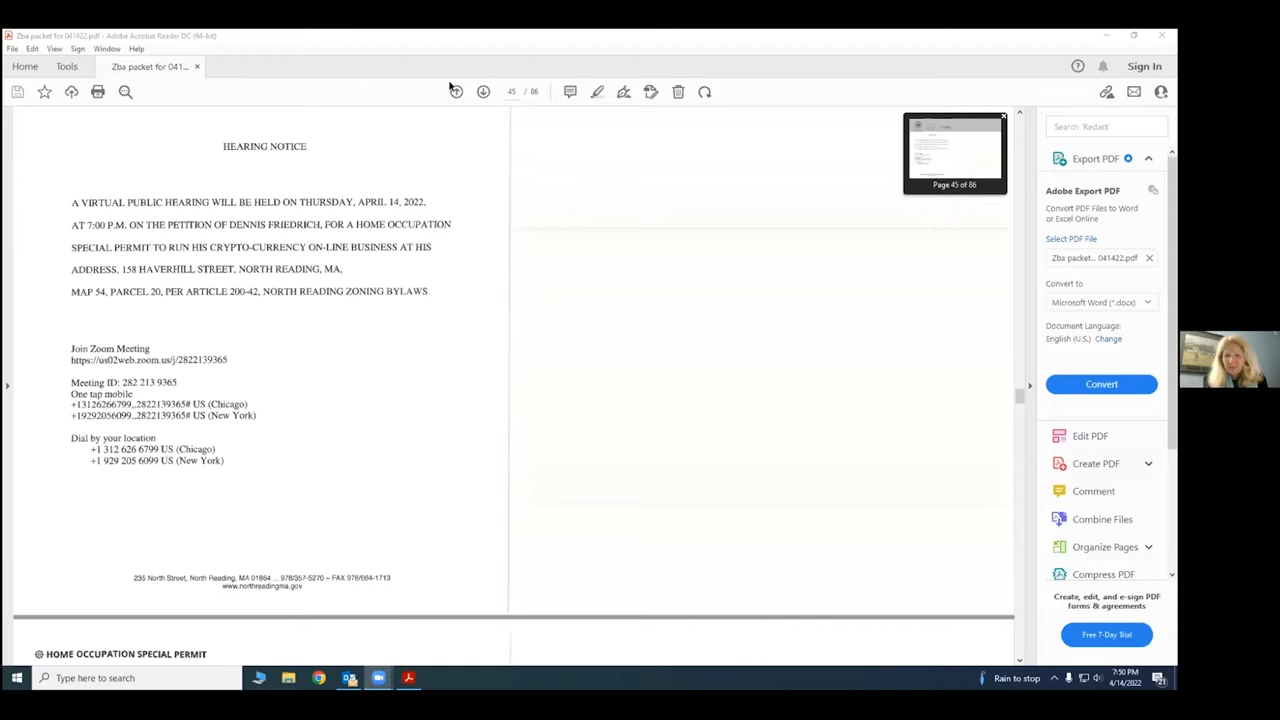 Zba packet for 041422.pdf - Adobe Acrobat Reader DC (64-bit)
File Edit View Sign Window Help
Home Tools Zba packet for 041... × Sign In
45 / 86
HEARING NOTICE
A VIRTUAL PUBLIC HEARING WILL BE HELD ON THURSDAY, APRIL 14, 2022,
AT 7:00 P.M. ON THE PETITION OF DENNIS FRIEDRICH, FOR A HOME OCCUPATION
SPECIAL PERMIT TO RUN HIS CRYPTO-CURRENCY ON-LINE BUSINESS AT HIS
ADDRESS, 158 HAVERHILL STREET, NORTH READING, MA,
MAP 54, PARCEL 20, PER ARTICLE 200-42, NORTH READING ZONING BYLAWS.
Join Zoom Meeting
https://us02web.zoom.us/j/2822139365
Meeting ID: 282 213 9365
One tap mobile
+13126266799,,2822139365# US (Chicago)
+19292056099,,2822139365# US (New York)
Dial by your location
+1 312 626 6799 US (Chicago)
+1 929 205 6099 US (New York)
235 North Street, North Reading, MA 01864 ... 978/357-5270 – FAX 978/664-1713
www.northreadingma.gov
HOME OCCUPATION SPECIAL PERMIT
Page 45 of 86
Search 'Redact'
Export PDF
Adobe Export PDF
Convert PDF Files to Word
or Excel Online
Select PDF File
Zba packet... 041422.pdf ×
Convert to
Microsoft Word (*.docx)
Document Language:
English (U.S.) Change
Convert
Edit PDF
Create PDF
Comment
Combine Files
Organize Pages
Compress PDF
Create, edit, and e-sign PDF
forms & agreements
Free 7-Day Trial
Type here to search
Rain to stop
7:50 PM
4/14/2022